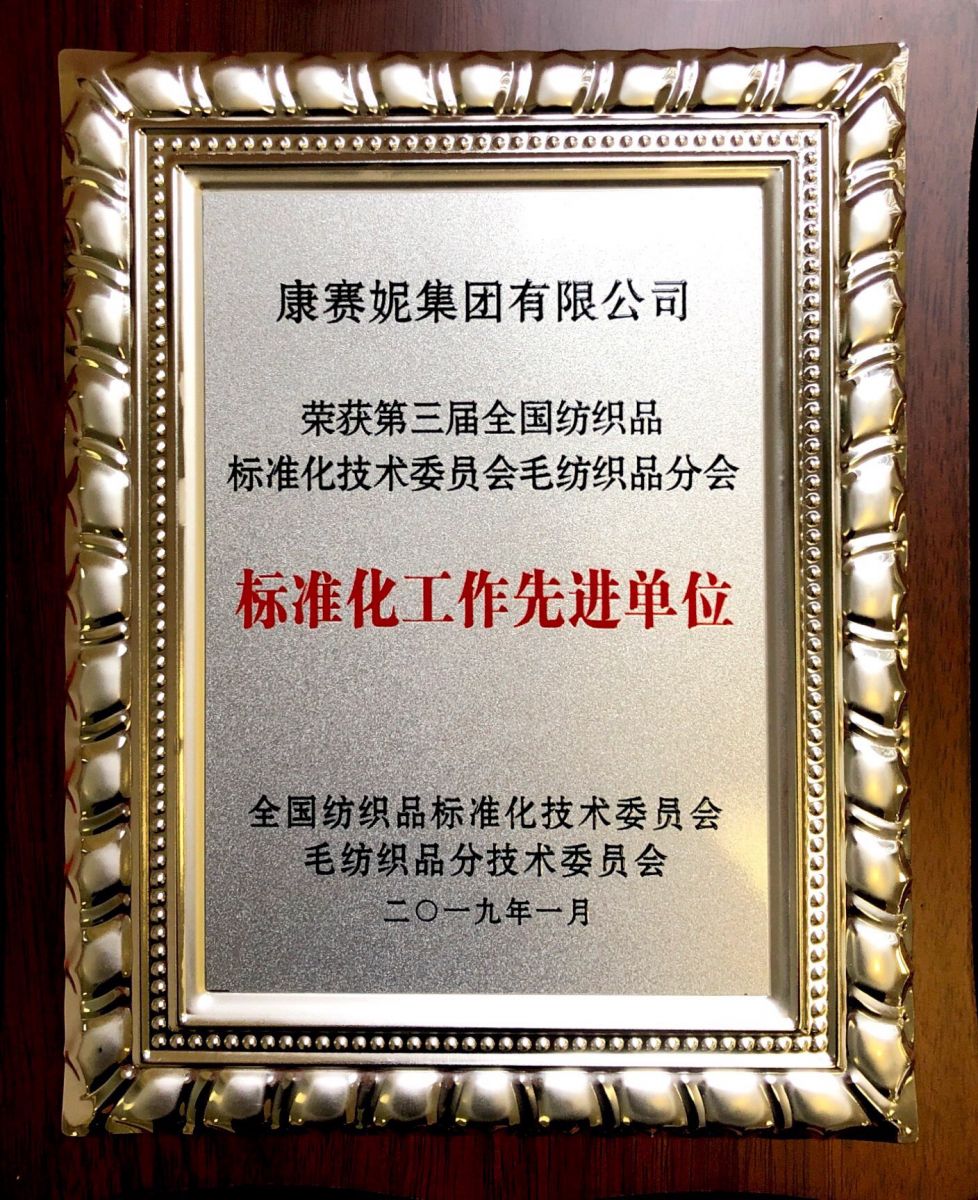 康赛妮集团有限公司
荣获第三届全国纺织品
标准化技术委员会毛纺织品分会
标准化工作先进单位
全国纺织品标准化技术委员会
毛纺织品分技术委员会
二〇一九年一月